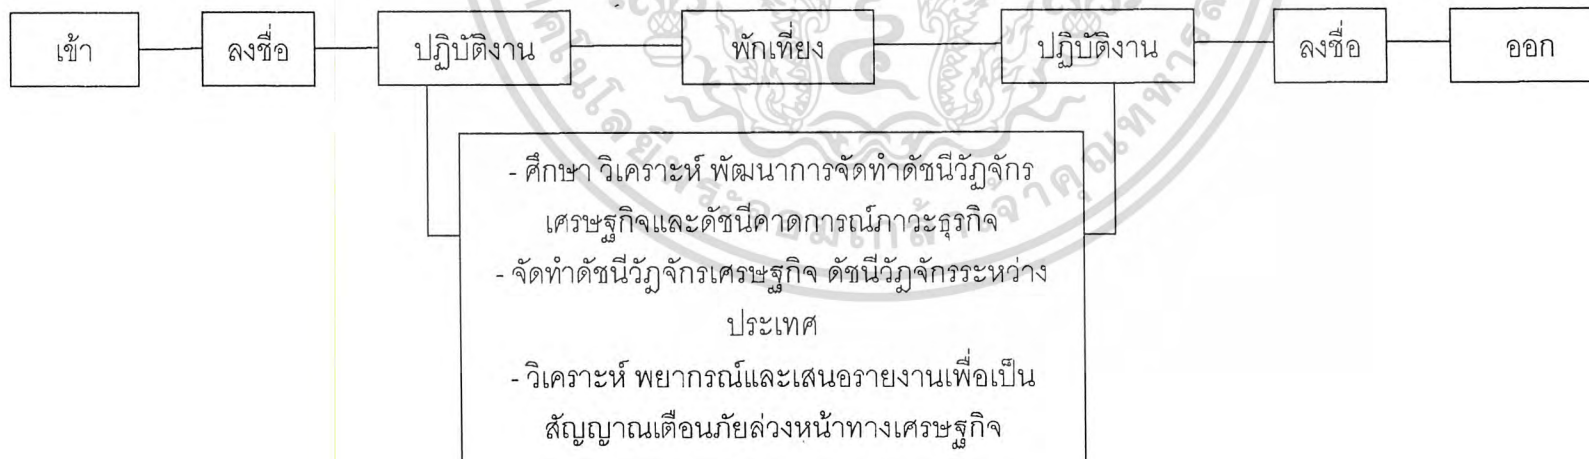 เข้า ลงชื่อ ปฏิบัติงาน พักเที่ยง ปฏิบัติงาน ลงชื่อ ออก
- ศึกษา วิเคราะห์ พัฒนาการจัดทำดัชนีวัฏจักร
เศรษฐกิจและดัชนีคาดการณ์ภาวะธุรกิจ
- จัดทำดัชนีวัฏจักรเศรษฐกิจ ดัชนีวัฏจักรระหว่าง
ประเทศ
- วิเคราะห์ พยากรณ์และเสนอรายงานเพื่อเป็น
สัญญาณเตือนภัยล่วงหน้าทางเศรษฐกิจ